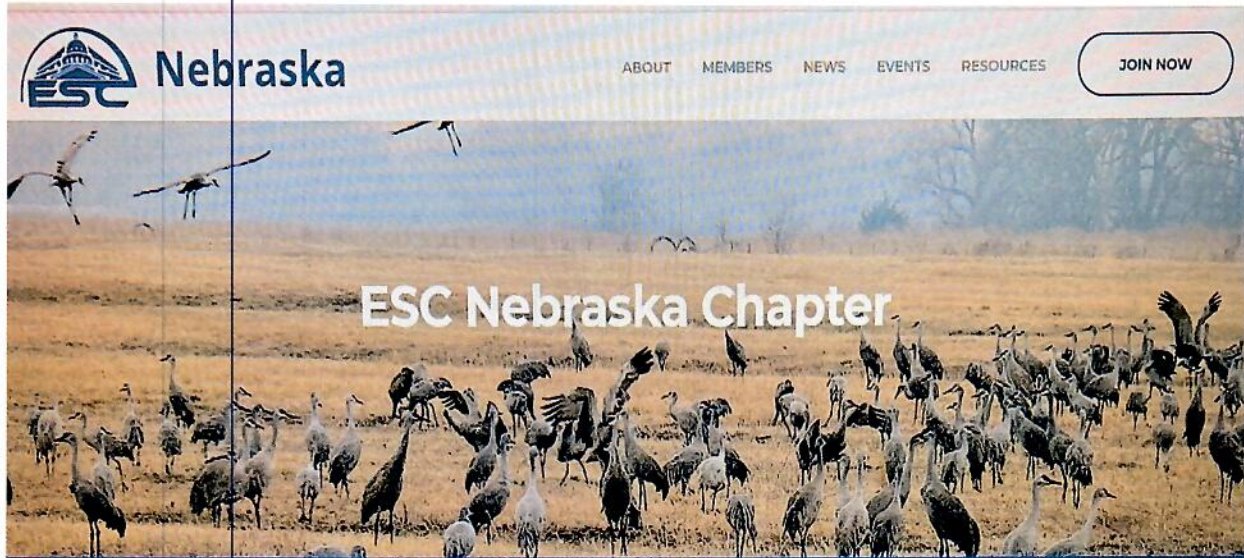 ESC
Nebraska
ABOUT MEMBERS NEWS EVENTS RESOURCES JOIN NOW
ESC Nebraska Chapter